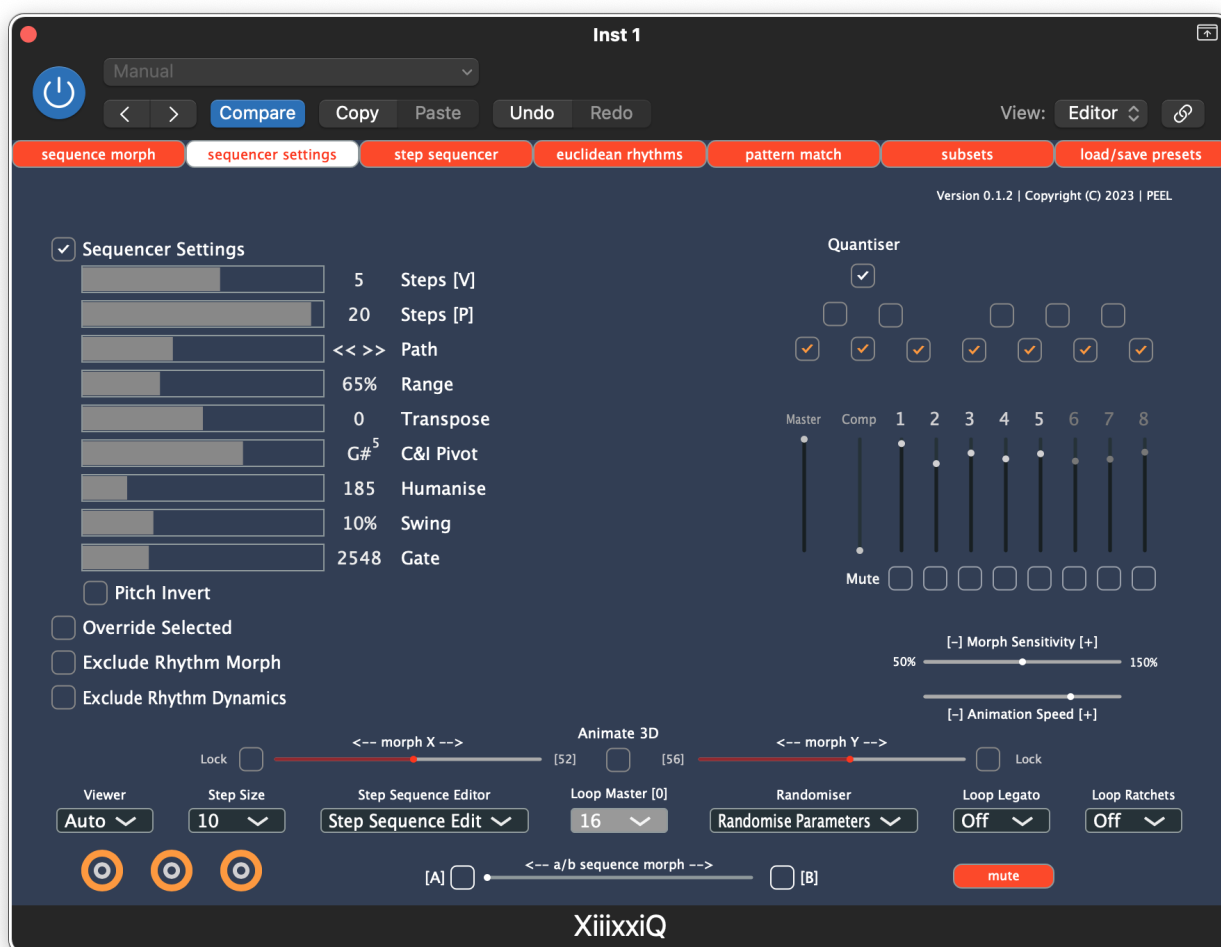 Inst 1
Manual
Compare Copy Paste Undo Redo View: Editor
sequence morph sequencer settings step sequencer euclidean rhythms pattern match subsets load/save presets
Version 0.1.2 | Copyright (C) 2023 | PEEL
Sequencer Settings
5 Steps [V]
20 Steps [P]
<< >> Path
65% Range
0 Transpose
G#5 C&I Pivot
185 Humanise
10% Swing
2548 Gate
Pitch Invert
Override Selected
Exclude Rhythm Morph
Exclude Rhythm Dynamics
Quantiser
Master Comp 1 2 3 4 5 6 7 8
Mute
[-] Morph Sensitivity [+]
50% 150%
[-] Animation Speed [+]
Animate 3D
<-- morph X --> <-- morph Y -->
Lock [52] [56] Lock
Viewer Step Size Step Sequence Editor Loop Master [0] Randomiser Loop Legato Loop Ratchets
Auto 10 Step Sequence Edit 16 Randomise Parameters Off Off
<-- a/b sequence morph -->
[A] [B]
mute
XiiixxiQ